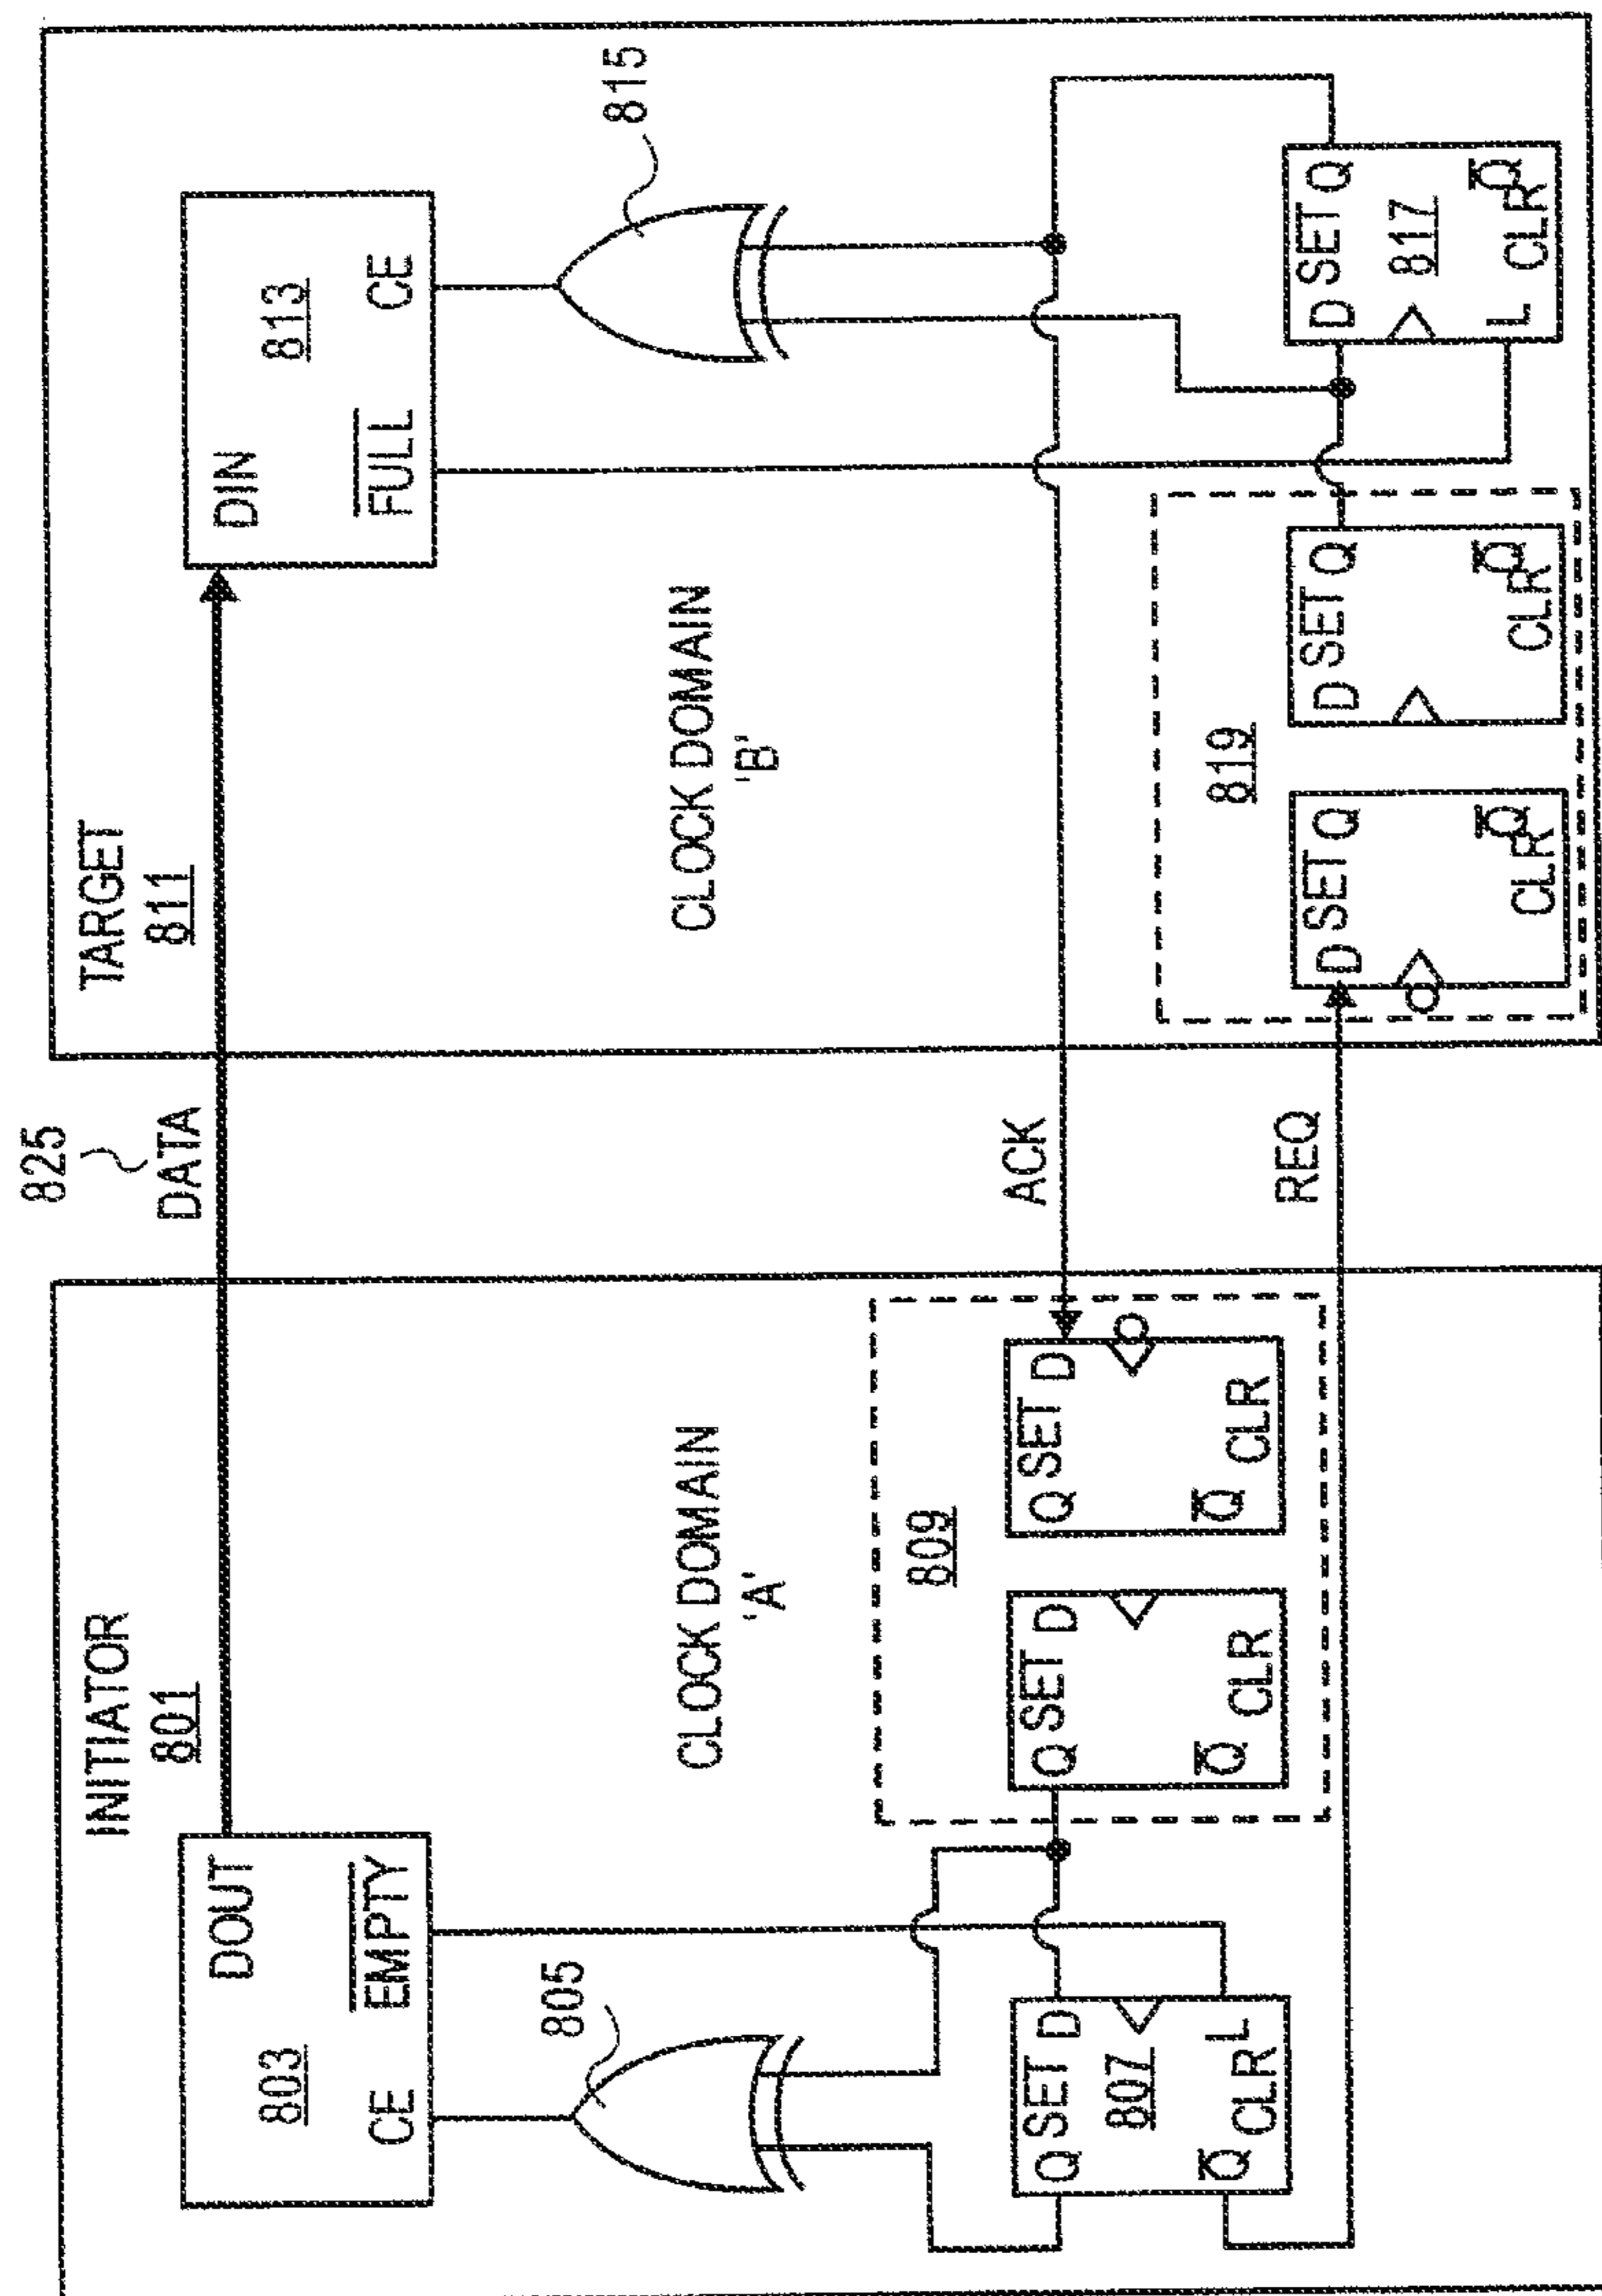 INITIATOR
801
803
DOUT
CE
EMPTY
805
CLOCK DOMAIN
'A'
809
Q SET D
807
Q CLR L
Q SET D
Q CLR
Q SET D
Q CLR
825
DATA
ACK
REQ
TARGET
811
DIN
813
FULL
CE
815
CLOCK DOMAIN
'B'
819
D SET Q
CLR Q
D SET Q
CLR Q
D SET Q
817
L CLR Q